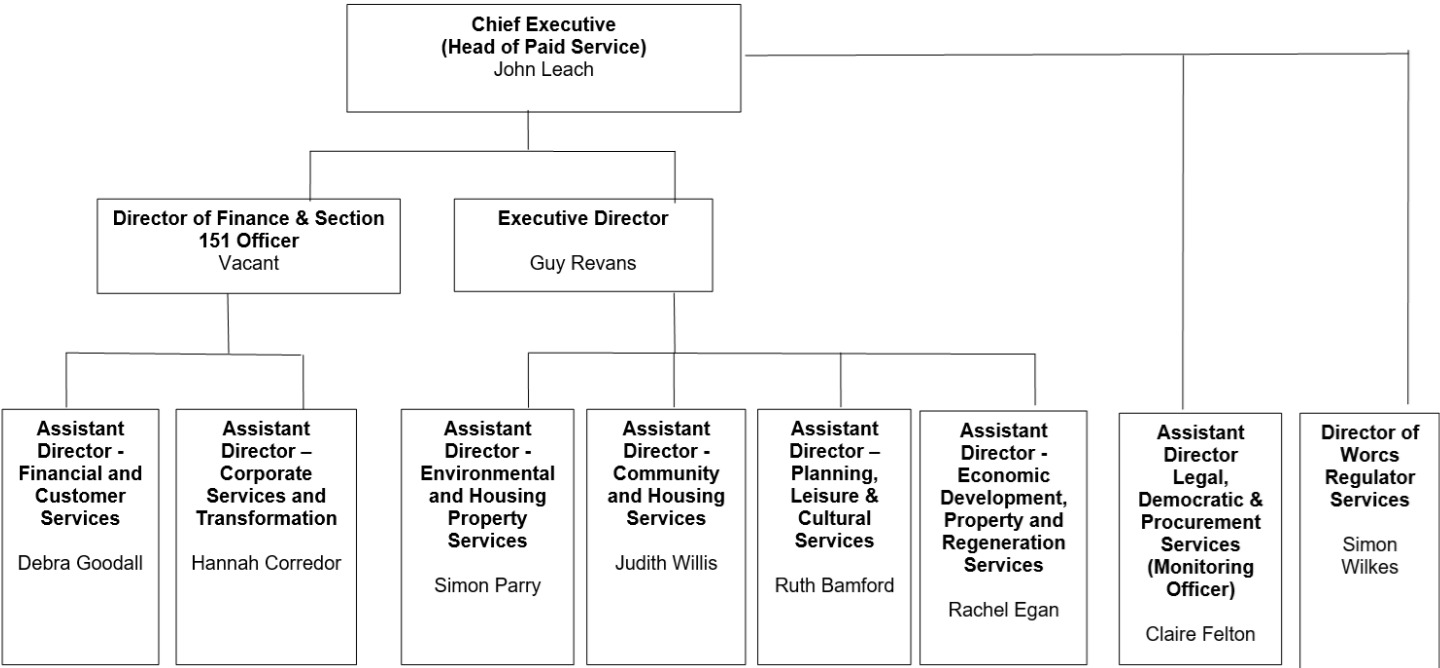 Chief Executive
(Head of Paid Service)
John Leach
Director of Finance & Section
151 Officer
Vacant
Executive Director
Guy Revans
Assistant
Director -
Financial and
Customer
Services
Debra Goodall
Assistant
Director –
Corporate
Services and
Transformation
Hannah Corredor
Assistant
Director -
Environmental
and Housing
Property
Services
Simon Parry
Assistant
Director -
Community
and Housing
Services
Judith Willis
Assistant
Director –
Planning,
Leisure &
Cultural
Services
Ruth Bamford
Assistant
Director -
Economic
Development,
Property and
Regeneration
Services
Rachel Egan
Assistant
Director
Legal,
Democratic &
Procurement
Services
(Monitoring
Officer)
Claire Felton
Director of
Worcs
Regulator
Services
Simon
Wilkes